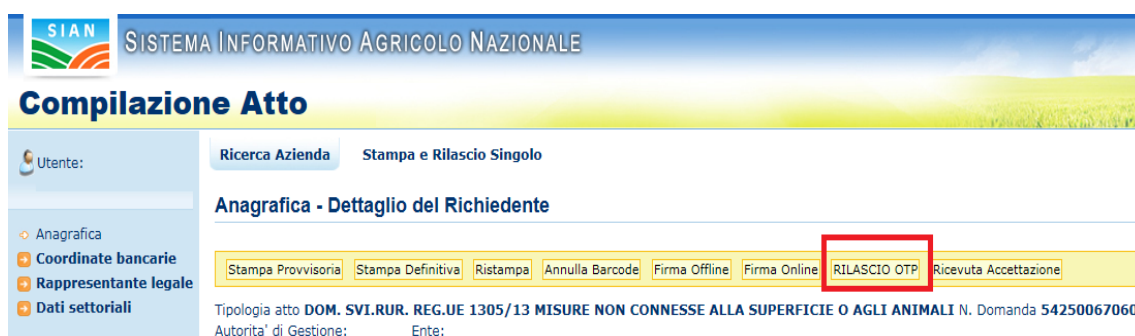 SIAN
SISTEMA INFORMATIVO AGRICOLO NAZIONALE
Compilazione Atto
Utente:
Ricerca Azienda Stampa e Rilascio Singolo
Anagrafica - Dettaglio del Richiedente
Anagrafica
Coordinate bancarie
Rappresentante legale
Dati settoriali
Stampa Provvisoria Stampa Definitiva Ristampa Annulla Barcode Firma Offline Firma Online RILASCIO OTP Ricevuta Accettazione
Tipologia atto DOM. SVI.RUR. REG.UE 1305/13 MISURE NON CONNESSE ALLA SUPERFICIE O AGLI ANIMALI N. Domanda 54250067060
Autorita' di Gestione: Ente: